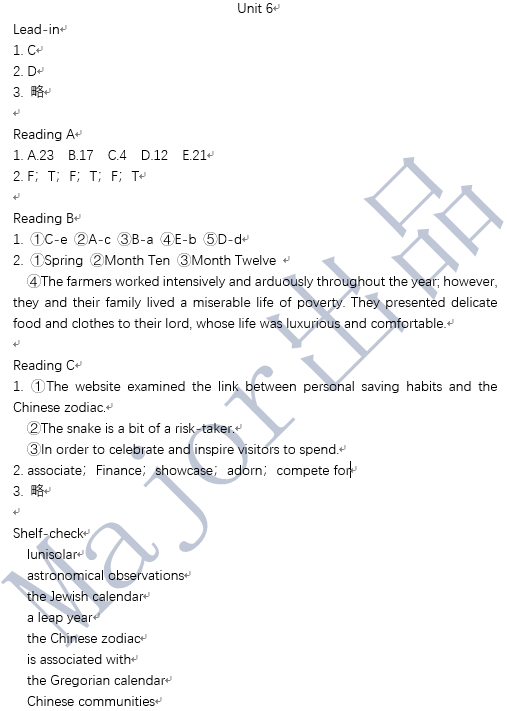 Unit 6
Lead-in
1. C
2. D
3. 略
Reading A
1. A.23 B.17 C.4 D.12 E.21
2. F；T；F；T；F；T
Reading B
1. ①C-e ②A-c ③B-a ④E-b ⑤D-d
2. ①Spring ②Month Ten ③Month Twelve
④The farmers worked intensively and arduously throughout the year; however,
they and their family lived a miserable life of poverty. They presented delicate
food and clothes to their lord, whose life was luxurious and comfortable.
Reading C
1. ①The website examined the link between personal saving habits and the
Chinese zodiac.
②The snake is a bit of a risk-taker.
③In order to celebrate and inspire visitors to spend.
2. associate；Finance；showcase；adorn；compete for
3. 略
Shelf-check
lunisolar
astronomical observations
the Jewish calendar
a leap year
the Chinese zodiac
is associated with
the Gregorian calendar
Chinese communities
Major出品